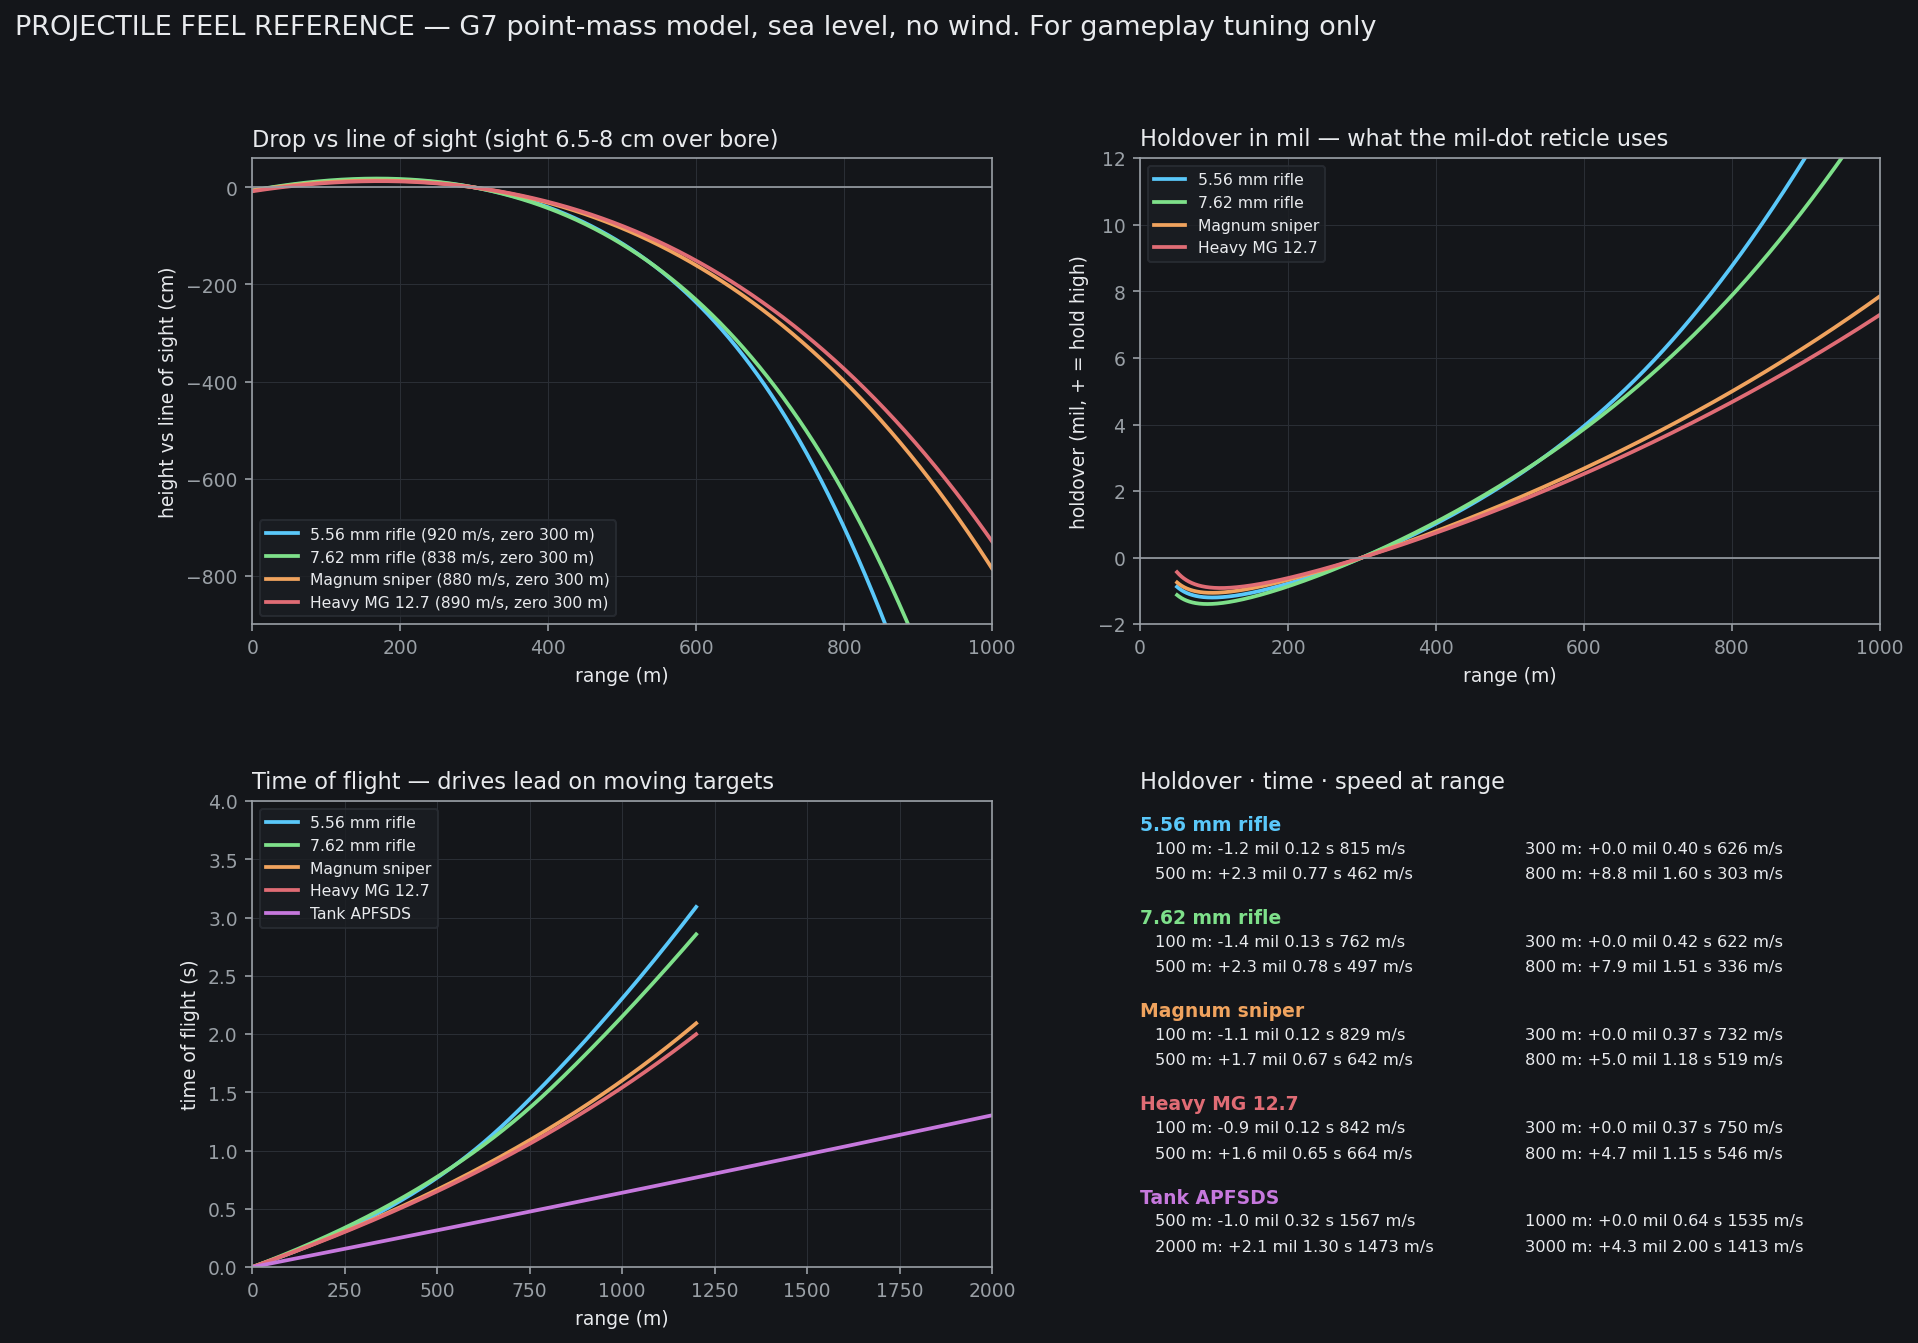 PROJECTILE FEEL REFERENCE — G7 point-mass model, sea level, no wind. For gameplay tuning only
Drop vs line of sight (sight 6.5-8 cm over bore)
height vs line of sight (cm)
0
−200
−400
−600
−800
5.56 mm rifle (920 m/s, zero 300 m)
7.62 mm rifle (838 m/s, zero 300 m)
Magnum sniper (880 m/s, zero 300 m)
Heavy MG 12.7 (890 m/s, zero 300 m)
0 200 400 600 800 1000
range (m)
Holdover in mil — what the mil-dot reticle uses
holdover (mil, + = hold high)
12
10
8
6
4
2
0
−2
5.56 mm rifle
7.62 mm rifle
Magnum sniper
Heavy MG 12.7
0 200 400 600 800 1000
range (m)
Time of flight — drives lead on moving targets
time of flight (s)
4.0
3.5
3.0
2.5
2.0
1.5
1.0
0.5
0.0
5.56 mm rifle
7.62 mm rifle
Magnum sniper
Heavy MG 12.7
Tank APFSDS
0 250 500 750 1000 1250 1500 1750 2000
range (m)
Holdover · time · speed at range
5.56 mm rifle
100 m: -1.2 mil 0.12 s 815 m/s 300 m: +0.0 mil 0.40 s 626 m/s
500 m: +2.3 mil 0.77 s 462 m/s 800 m: +8.8 mil 1.60 s 303 m/s
7.62 mm rifle
100 m: -1.4 mil 0.13 s 762 m/s 300 m: +0.0 mil 0.42 s 622 m/s
500 m: +2.3 mil 0.78 s 497 m/s 800 m: +7.9 mil 1.51 s 336 m/s
Magnum sniper
100 m: -1.1 mil 0.12 s 829 m/s 300 m: +0.0 mil 0.37 s 732 m/s
500 m: +1.7 mil 0.67 s 642 m/s 800 m: +5.0 mil 1.18 s 519 m/s
Heavy MG 12.7
100 m: -0.9 mil 0.12 s 842 m/s 300 m: +0.0 mil 0.37 s 750 m/s
500 m: +1.6 mil 0.65 s 664 m/s 800 m: +4.7 mil 1.15 s 546 m/s
Tank APFSDS
500 m: -1.0 mil 0.32 s 1567 m/s 1000 m: +0.0 mil 0.64 s 1535 m/s
2000 m: +2.1 mil 1.30 s 1473 m/s 3000 m: +4.3 mil 2.00 s 1413 m/s